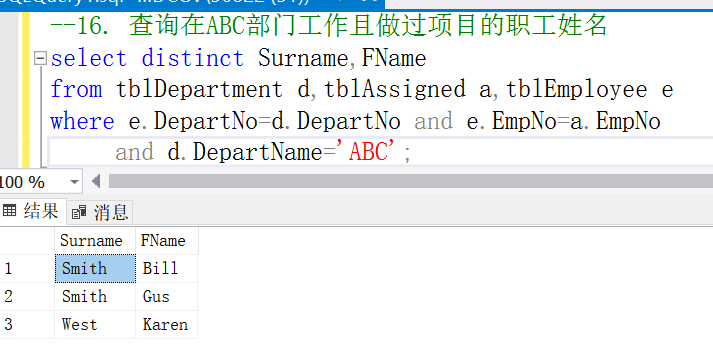 --16. 查询在ABC部门工作且做过项目的职工姓名
select distinct Surname,FName
from tblDepartment d,tblAssigned a,tblEmployee e
where e.DepartNo=d.DepartNo and e.EmpNo=a.EmpNo
and d.DepartName='ABC';
100 %
结果 消息
Surname FName
1 Smith Bill
2 Smith Gus
3 West Karen